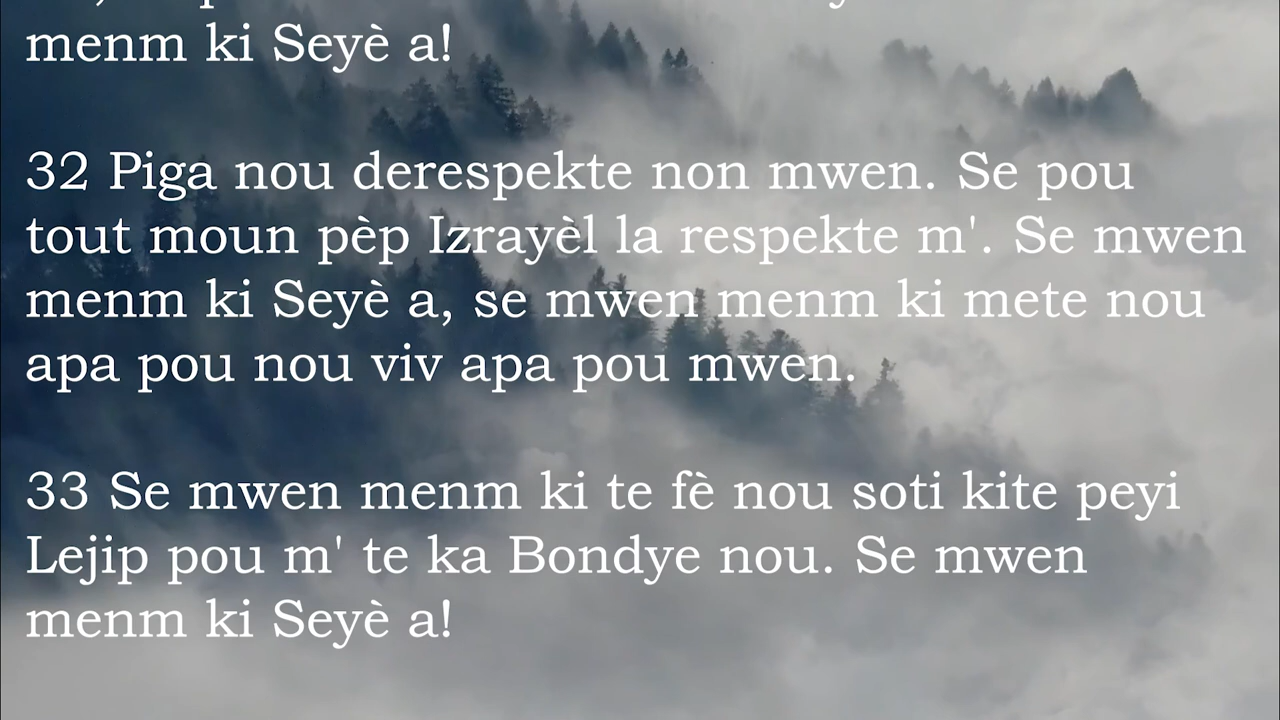 menm ki Seyè a!
32 Piga nou derespekte non mwen. Se pou
tout moun pèp Izrayèl la respekte m'. Se mwen
menm ki Seyè a, se mwen menm ki mete nou
apa pou nou viv apa pou mwen.
33 Se mwen menm ki te fè nou soti kite peyi
Lejip pou m' te ka Bondye nou. Se mwen
menm ki Seyè a!